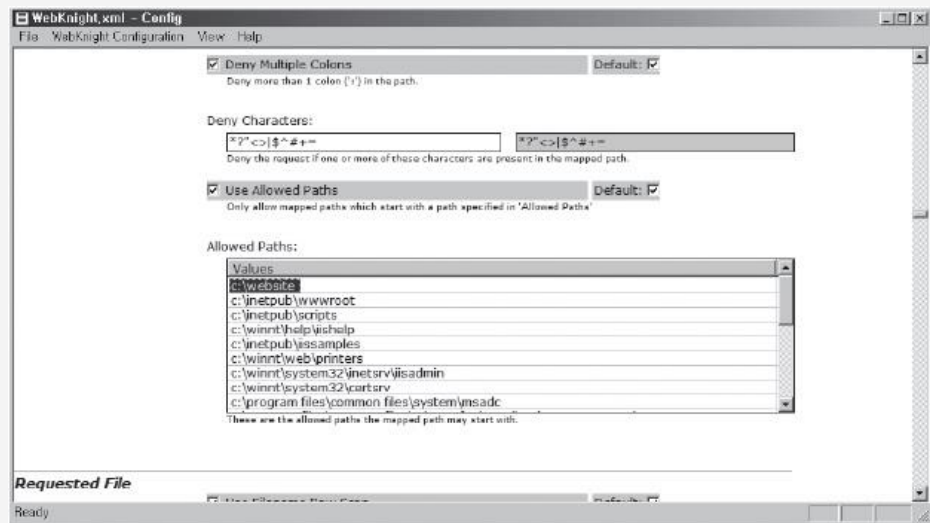 WebKnight.xml - Config
File WebKnight Configuration View Help
Deny Multiple Colons Default:
Deny more than 1 colon (':') in the path.
Deny Characters:
*?"<>|$^#+= *?"<>|$^#+=
Deny the request if one or more of these characters are present in the mapped path.
Use Allowed Paths Default:
Only allow mapped paths which start with a path specified in 'Allowed Paths'
Allowed Paths:
Values
c:\website
c:\inetpub\wwwroot
c:\inetpub\scripts
c:\winnt\help\iishelp
c:\inetpub\iissamples
c:\winnt\web\printers
c:\winnt\system32\inetsrv\iisadmin
c:\winnt\system32\certsrv
c:\program files\common files\system\msadc
These are the allowed paths the mapped path may start with.
Requested File
Ready